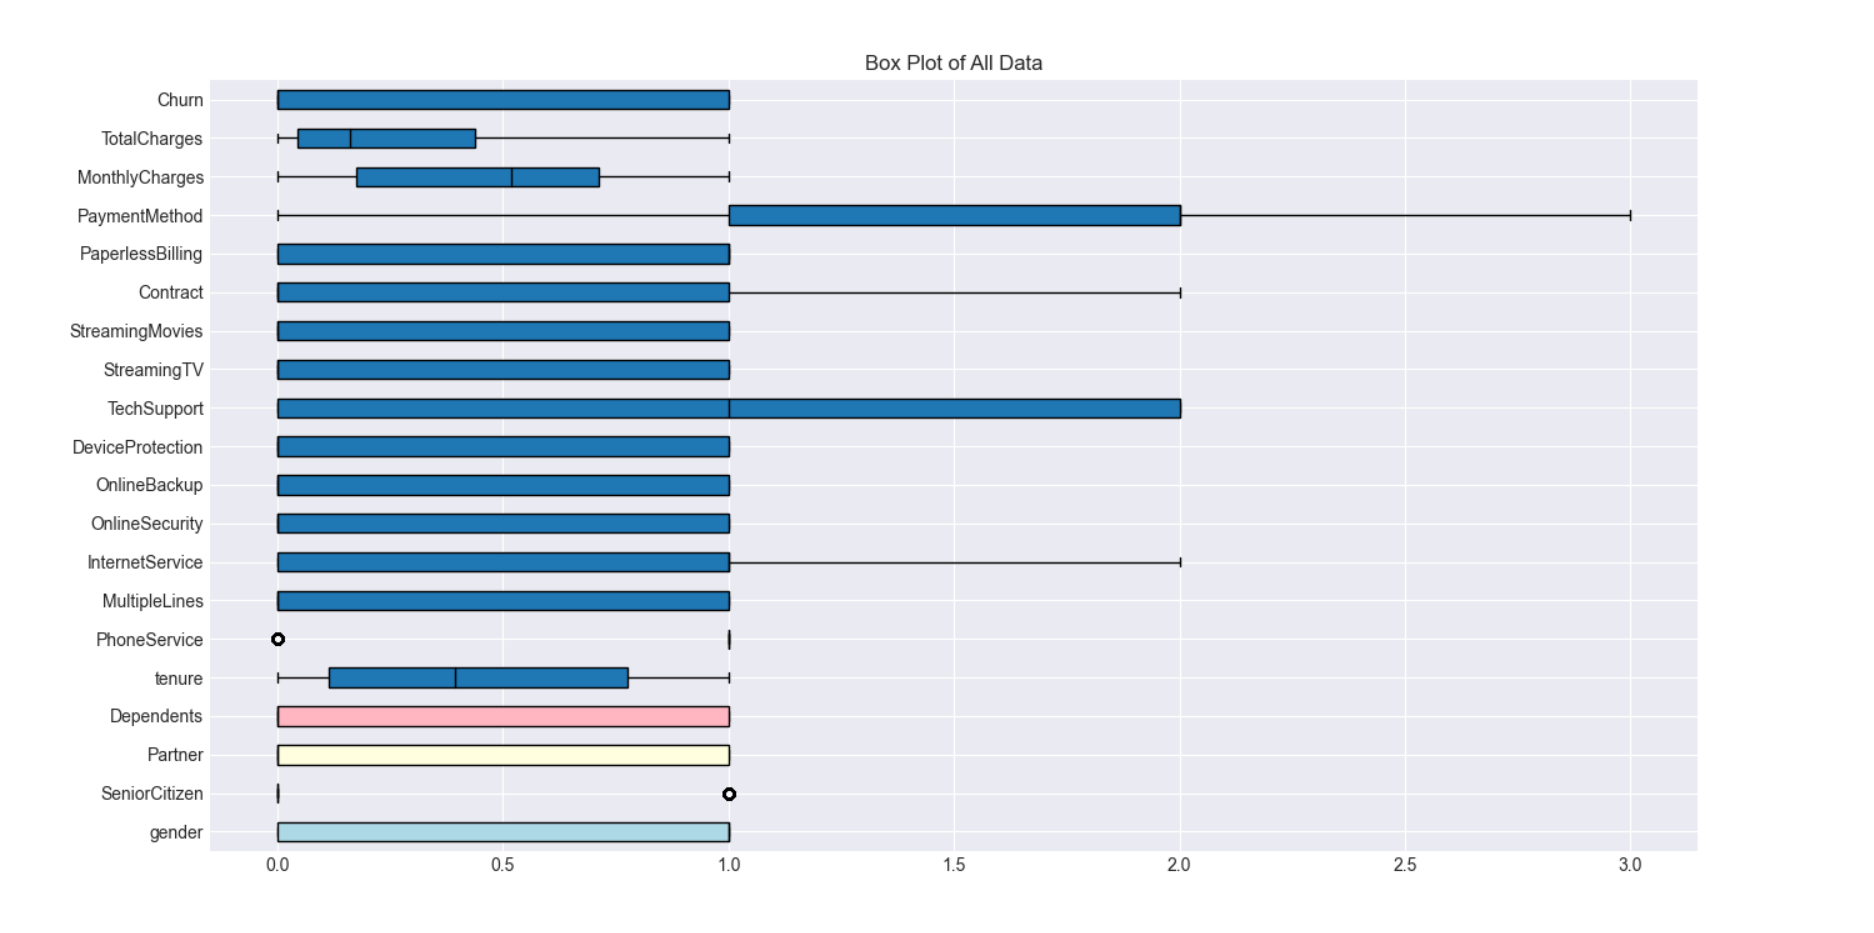 Box Plot of All Data
Churn
TotalCharges
MonthlyCharges
PaymentMethod
PaperlessBilling
Contract
StreamingMovies
StreamingTV
TechSupport
DeviceProtection
OnlineBackup
OnlineSecurity
InternetService
MultipleLines
PhoneService
tenure
Dependents
Partner
SeniorCitizen
gender
0.0 0.5 1.0 1.5 2.0 2.5 3.0